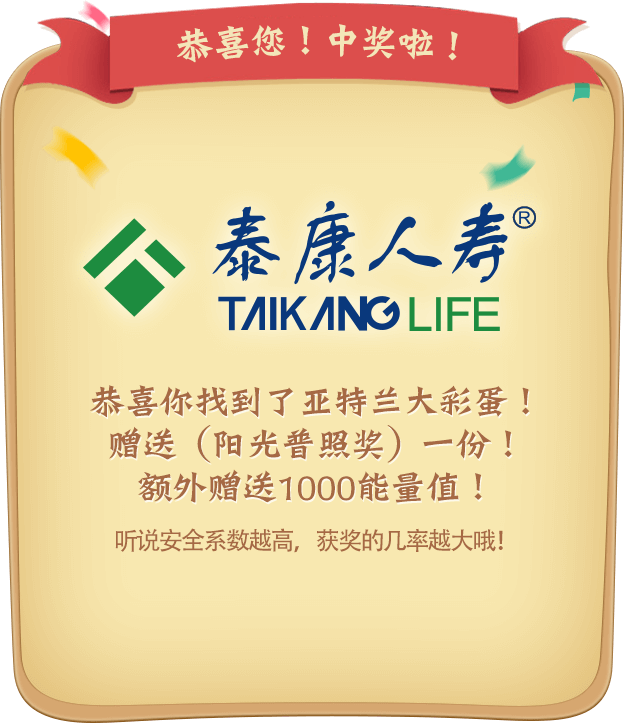 恭喜您！中奖啦！
泰康人寿®
TAIKANG LIFE
恭喜你找到了亚特兰大彩蛋！
赠送（阳光普照奖）一份！
额外赠送1000能量值！
听说安全系数越高，获奖的几率越大哦！